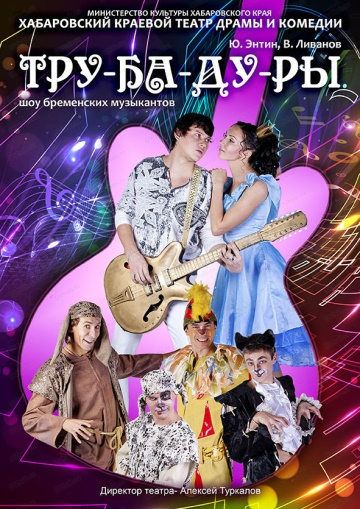 МИНИСТЕРСТВО КУЛЬТУРЫ ХАБАРОВСКОГО КРАЯ
ХАБАРОВСКИЙ КРАЕВОЙ ТЕАТР ДРАМЫ И КОМЕДИИ
Ю. Энтин, В. Ливанов
ТРУ-БА-ДУ-РЫ
шоу бременских музыкантов
Директор театра- Алексей Туркалов